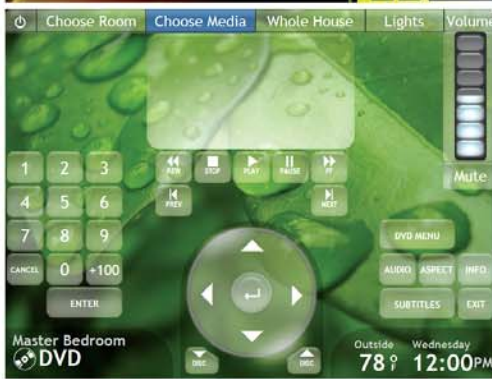 Choose Room Choose Media Whole House Lights Volume
1 2 3
REW STOP PLAY PAUSE FF
Mute
4 5 6
PREV NEXT
7 8 9
DVD MENU
CANCEL 0 +100
AUDIO ASPECT INFO
ENTER
SUBTITLES EXIT
Master Bedroom
DVD
DISC DISC
Outside Wednesday
78° 12:00PM